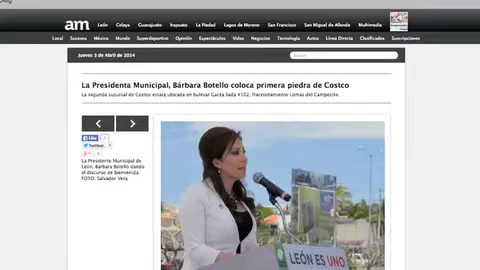 am
León Celaya Guanajuato Irapuato La Piedad Lagos de Moreno San Francisco San Miguel de Allende Multimedia
Local Sucesos México Mundo Superdeportivo Opinión Espectáculos Vidas Negocios Tecnología Autos Línea Directa Clasificados Suscripciones
Jueves 3 de Abril de 2014
La Presidenta Municipal, Bárbara Botello coloca primera piedra de Costco
La segunda sucursal de Costco estará ubicada en bulevar Garza Sada #102, fraccionamiento Lomas del Campestre.
Like
Twittear
La Presidenta Municipal de
León, Bárbara Botello dando
el discurso de bienvenida.
FOTO: Salvador Vera
LEÓN ES UNO